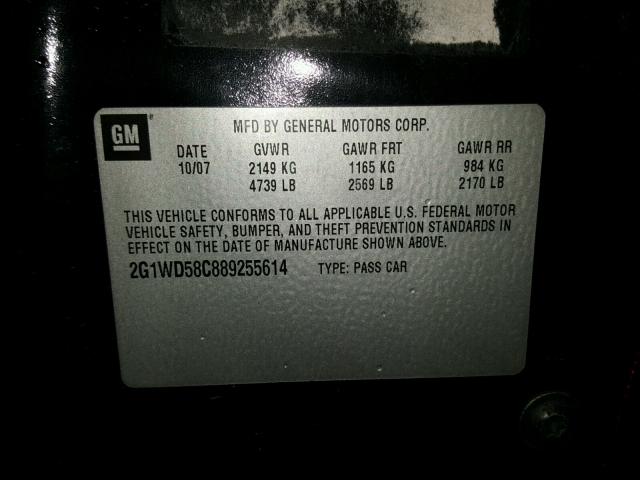 GM
MFD BY GENERAL MOTORS CORP.
DATE GVWR GAWR FRT GAWR RR
10/07 2149 KG 1165 KG 984 KG
4739 LB 2569 LB 2170 LB
THIS VEHICLE CONFORMS TO ALL APPLICABLE U.S. FEDERAL MOTOR
VEHICLE SAFETY, BUMPER, AND THEFT PREVENTION STANDARDS IN
EFFECT ON THE DATE OF MANUFACTURE SHOWN ABOVE.
2G1WD58C889255614 TYPE: PASS CAR